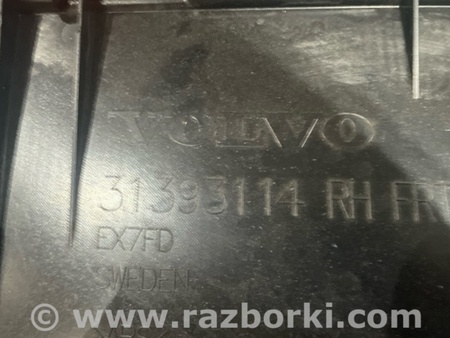 VOLVO
31393114 RH FR
EX7FD
SWEDEN
© www.razborki.com